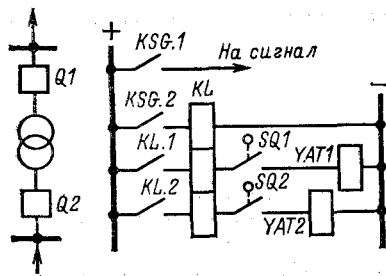 +
KSG.1
На сигнал
Q1
KSG.2
KL
−
KL.1
SQ1
YAT1
KL.2
SQ2
Q2
YAT2